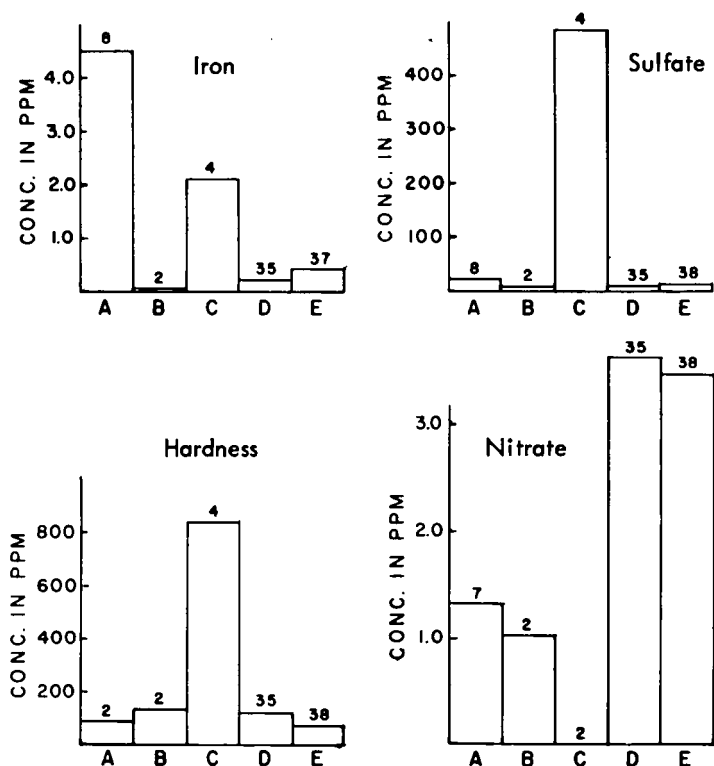 Iron
CONC. IN PPM
4.0
3.0
2.0
1.0
8
2
4
35
37
A B C D E
Sulfate
CONC. IN PPM
400
300
200
100
8
2
4
35
38
A B C D E
Hardness
CONC. IN PPM
800
600
400
200
2
2
4
35
38
A B C D E
Nitrate
CONC. IN PPM
3.0
2.0
1.0
7
2
2
35
38
A B C D E